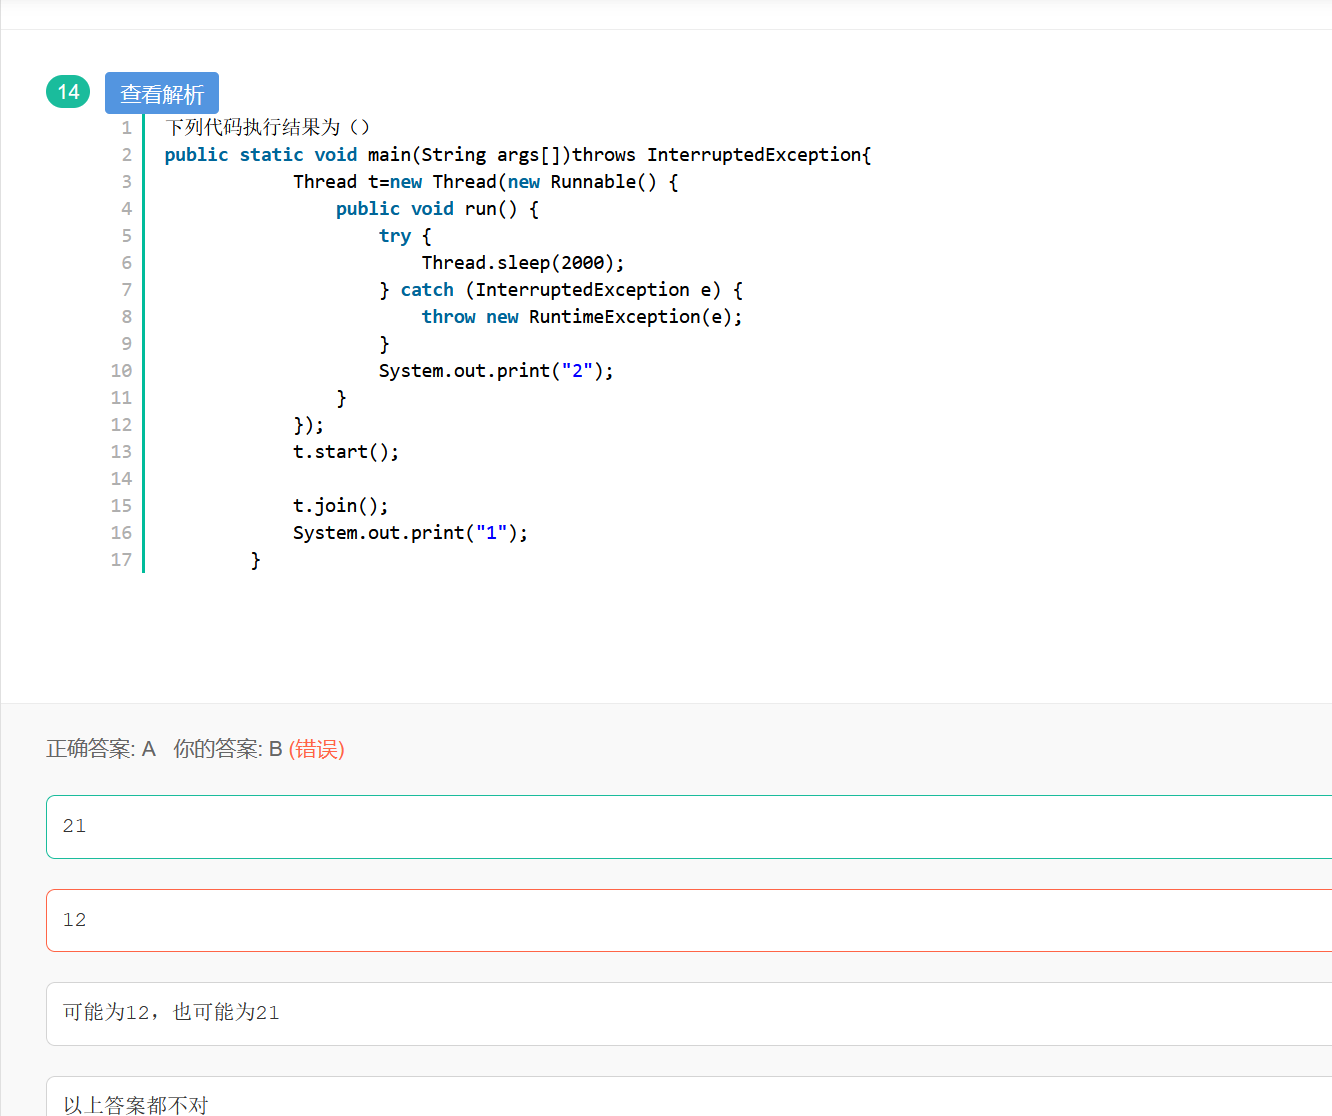 14 查看解析
1 下列代码执行结果为（）
2 public static void main(String args[])throws InterruptedException{
3 Thread t=new Thread(new Runnable() {
4 public void run() {
5 try {
6 Thread.sleep(2000);
7 } catch (InterruptedException e) {
8 throw new RuntimeException(e);
9 }
10 System.out.print("2");
11 }
12 });
13 t.start();
14
15 t.join();
16 System.out.print("1");
17 }
正确答案: A 你的答案: B (错误)
21
12
可能为12，也可能为21
以上答案都不对